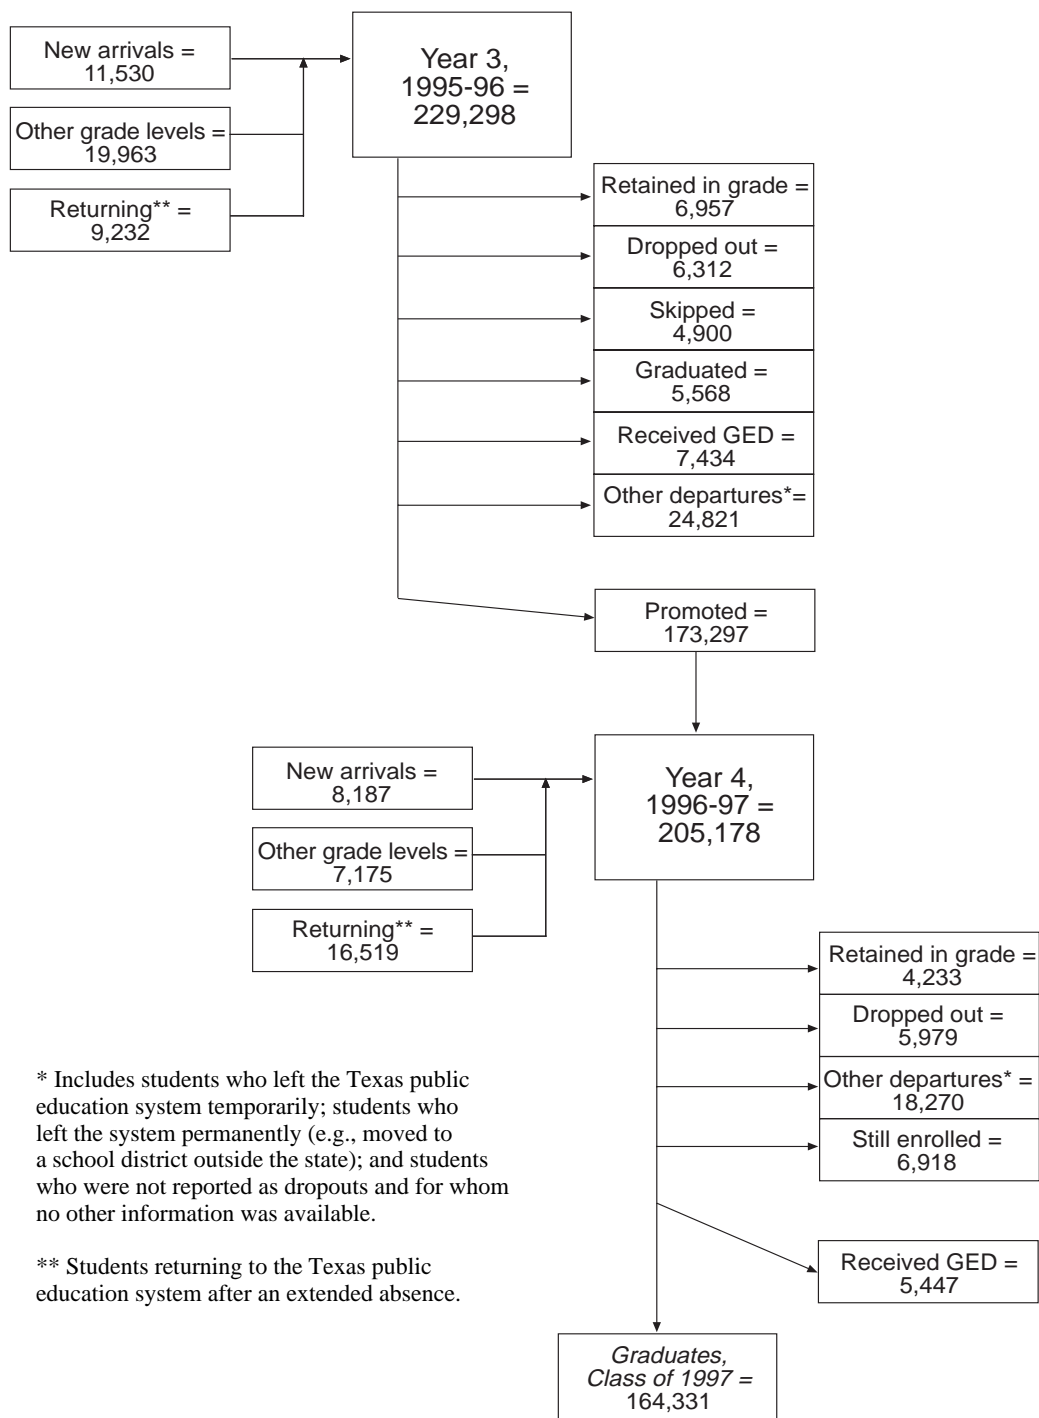 New arrivals =
11,530
Other grade levels =
19,963
Returning** =
9,232
Year 3,
1995-96 =
229,298
Retained in grade =
6,957
Dropped out =
6,312
Skipped =
4,900
Graduated =
5,568
Received GED =
7,434
Other departures*=
24,821
Promoted =
173,297
New arrivals =
8,187
Other grade levels =
7,175
Returning** =
16,519
Year 4,
1996-97 =
205,178
Retained in grade =
4,233
Dropped out =
5,979
Other departures* =
18,270
Still enrolled =
6,918
Received GED =
5,447
Graduates,
Class of 1997 =
164,331
* Includes students who left the Texas public
education system temporarily; students who
left the system permanently (e.g., moved to
a school district outside the state); and students
who were not reported as dropouts and for whom
no other information was available.
** Students returning to the Texas public
education system after an extended absence.